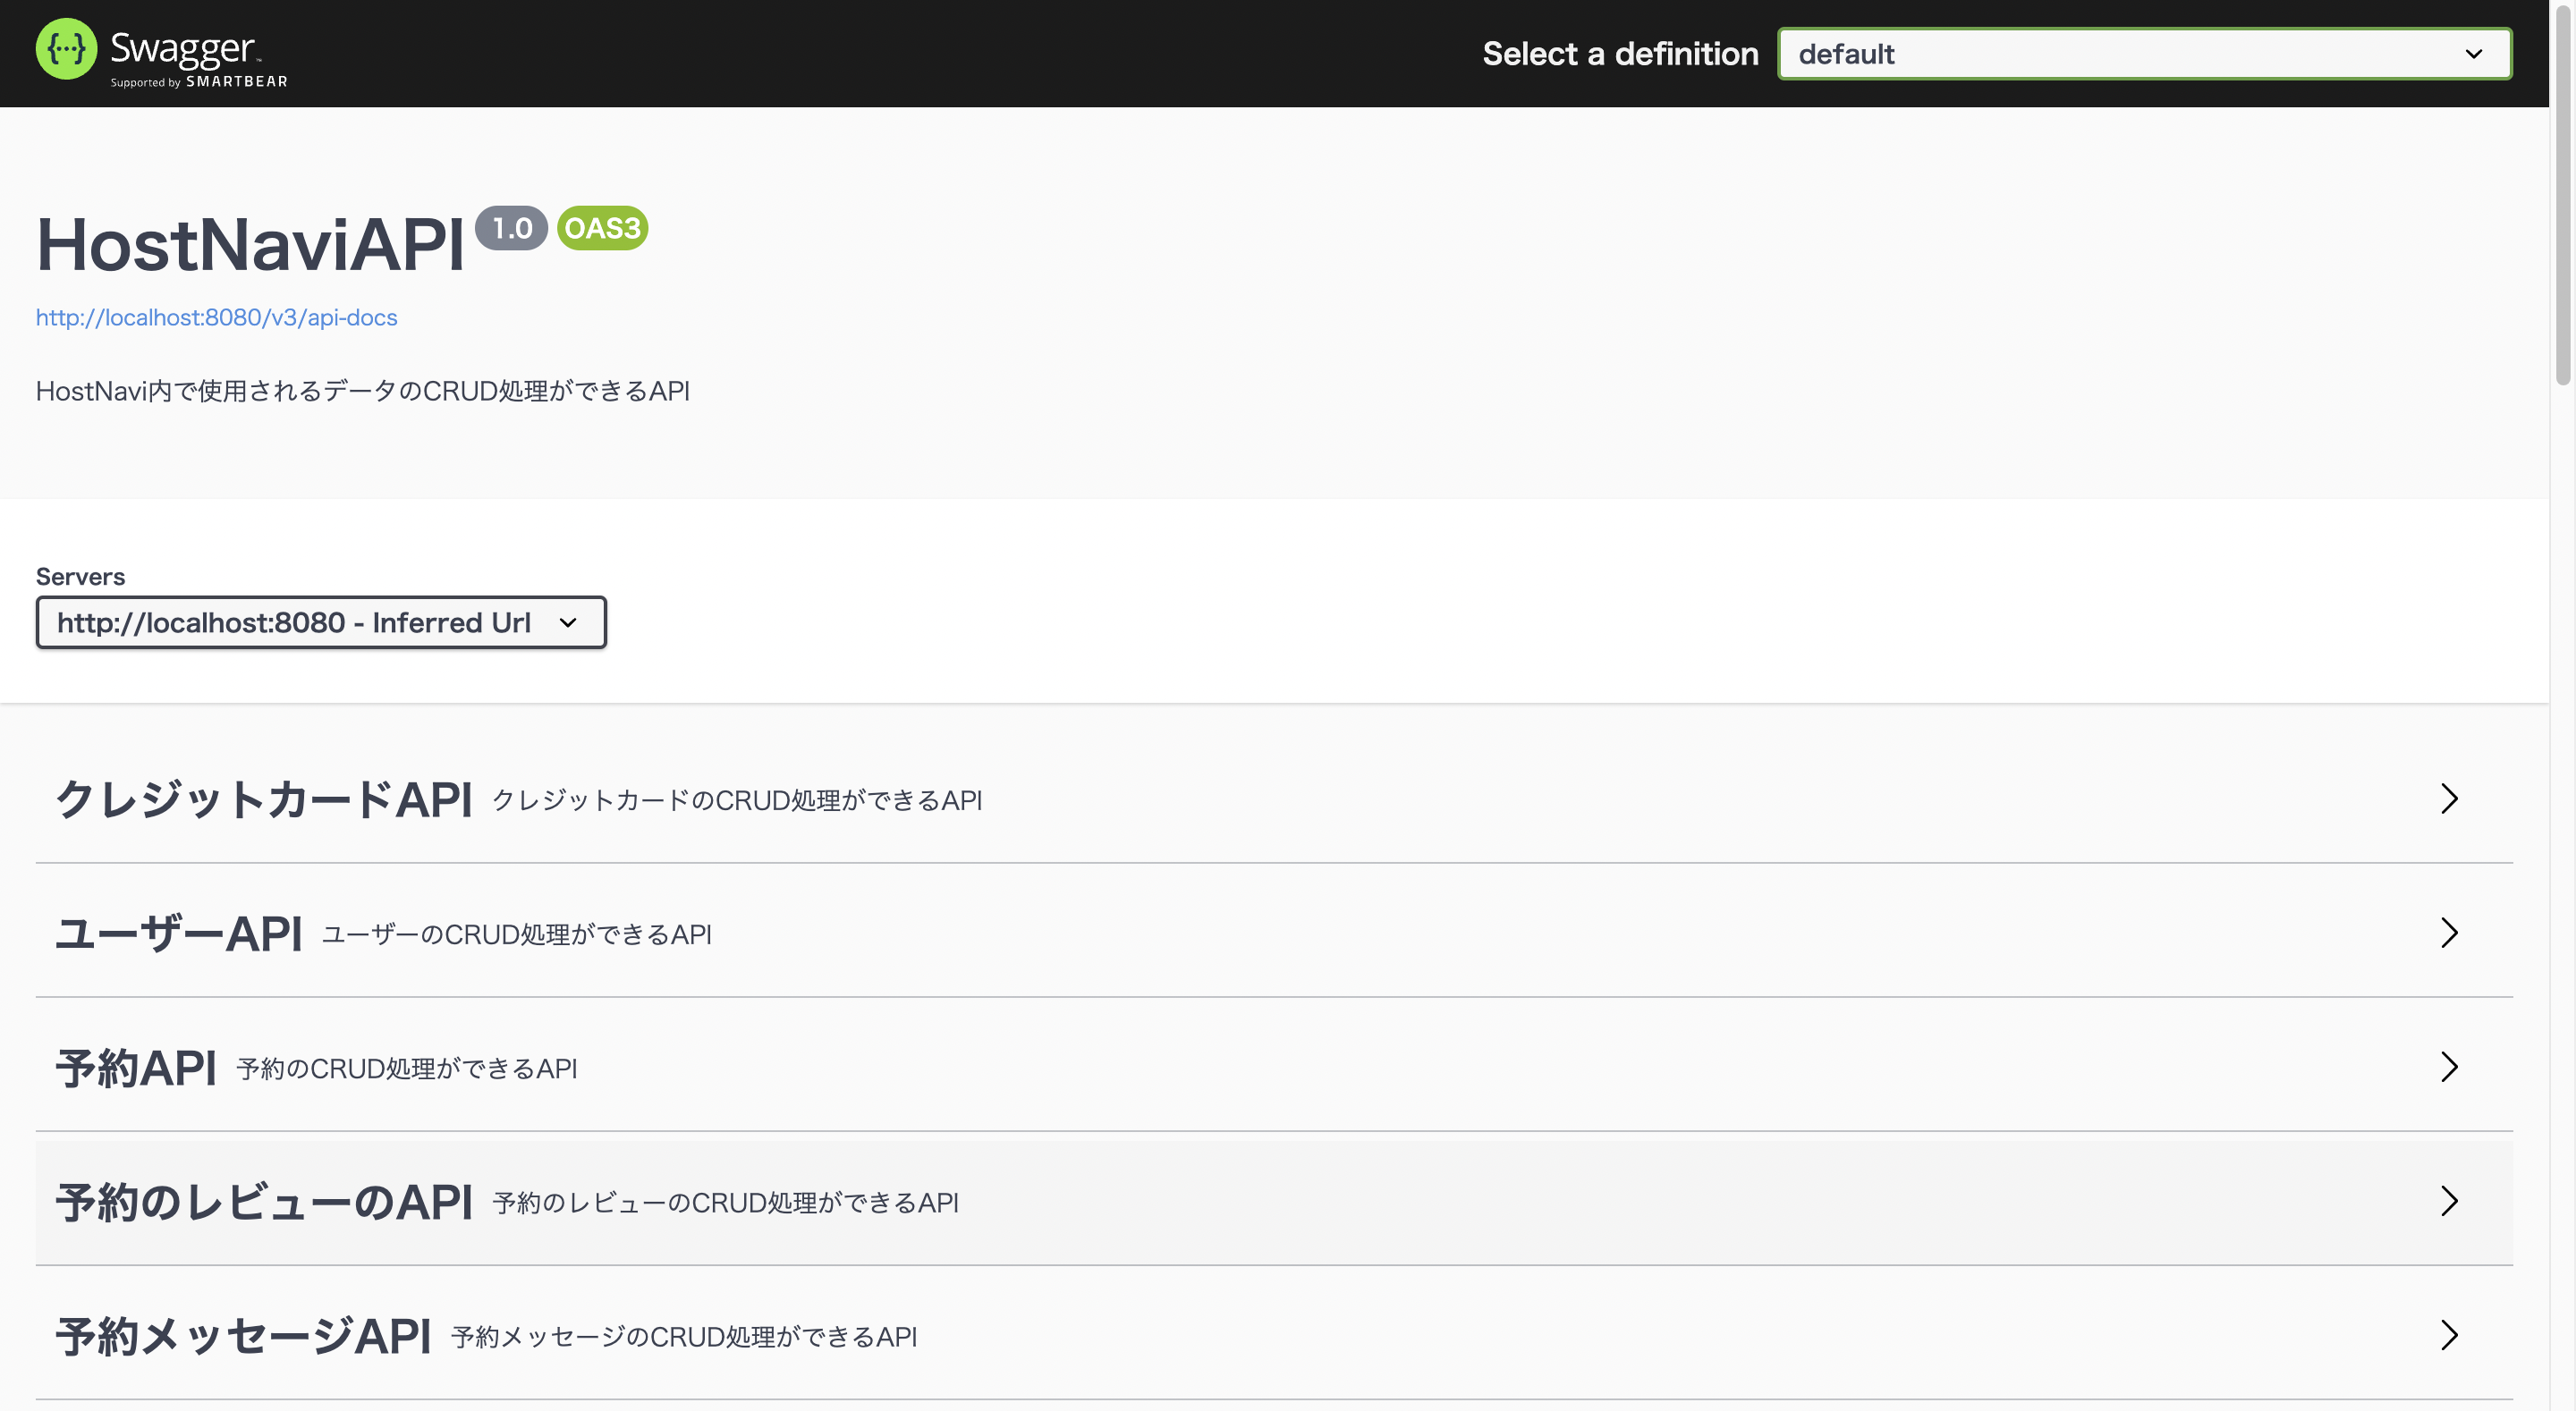 Swagger
Supported by SMARTBEAR
Select a definition
default
HostNaviAPI 1.0 OAS3
http://localhost:8080/v3/api-docs
HostNavi内で使用されるデータのCRUD処理ができるAPI
Servers
http://localhost:8080 - Inferred Url
クレジットカードAPI クレジットカードのCRUD処理ができるAPI
ユーザーAPI ユーザーのCRUD処理ができるAPI
予約API 予約のCRUD処理ができるAPI
予約のレビューのAPI 予約のレビューのCRUD処理ができるAPI
予約メッセージAPI 予約メッセージのCRUD処理ができるAPI